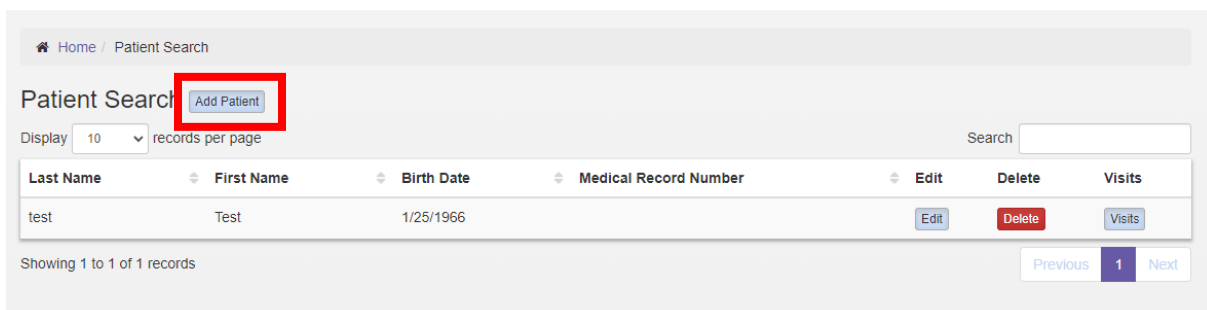 Home / Patient Search
Patient Search Add Patient
Display 10 records per page Search
Last Name First Name Birth Date Medical Record Number Edit Delete Visits
test Test 1/25/1966 Edit Delete Visits
Showing 1 to 1 of 1 records Previous 1 Next